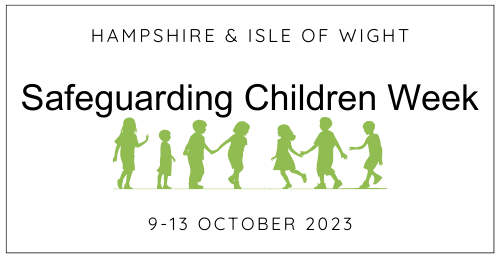 HAMPSHIRE & ISLE OF WIGHT
Safeguarding Children Week
9-13 OCTOBER 2023